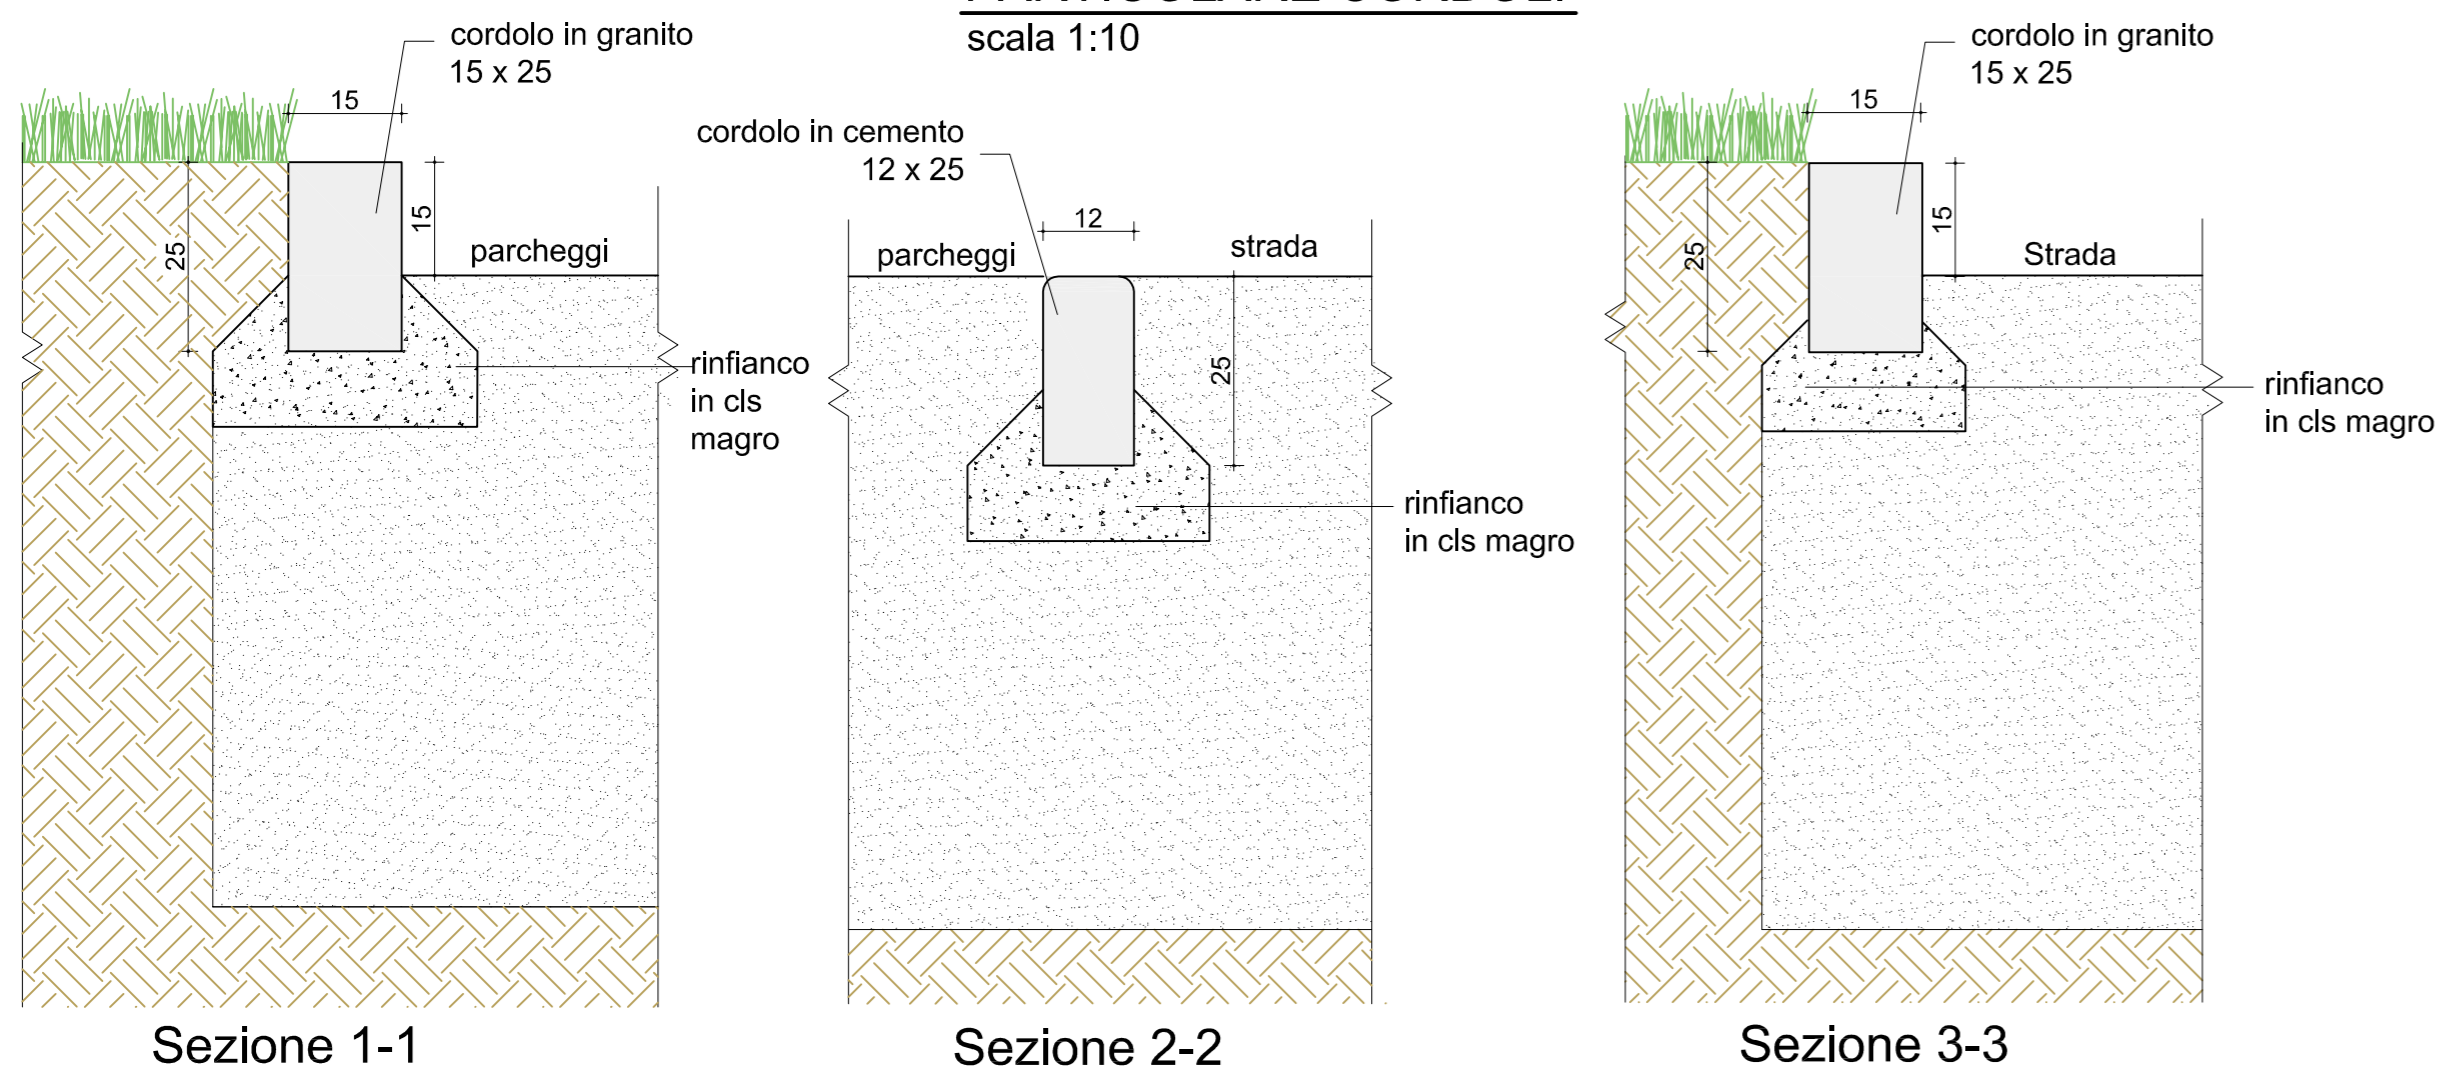 scala 1:10
cordolo in granito
15 x 25
15
25
15
parcheggi
rinfianco
in cls
magro
Sezione 1-1
cordolo in cemento
12 x 25
12
parcheggi
strada
25
rinfianco
in cls magro
Sezione 2-2
cordolo in granito
15 x 25
15
25
15
Strada
rinfianco
in cls magro
Sezione 3-3